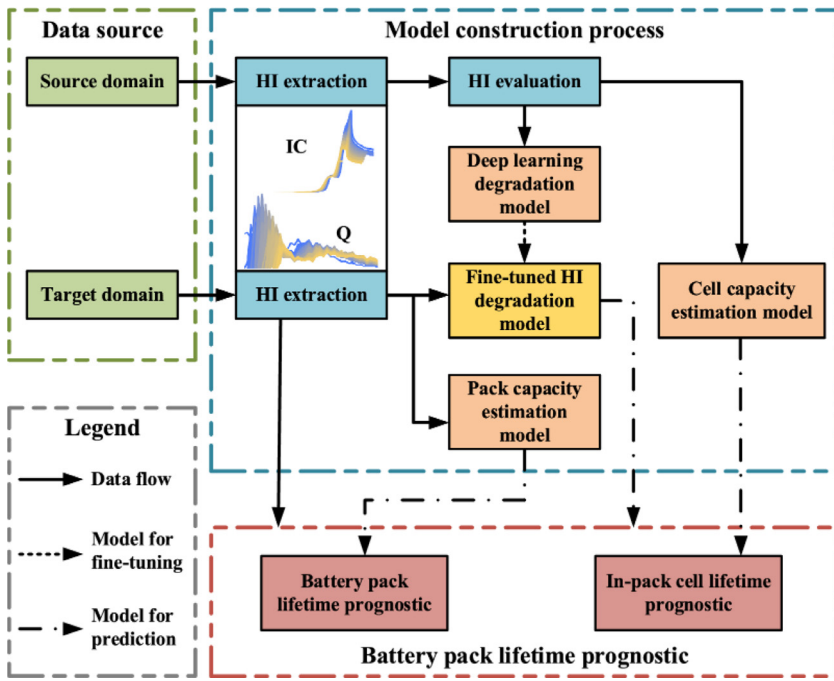 Data source
Model construction process
Source domain
HI extraction
HI evaluation
IC
Deep learning
degradation
model
Q
Target domain
HI extraction
Fine-tuned HI
degradation
model
Cell capacity
estimation model
Pack capacity
estimation
model
Legend
Data flow
Model for
fine-tuning
Model for
prediction
Battery pack
lifetime prognostic
In-pack cell lifetime
prognostic
Battery pack lifetime prognostic